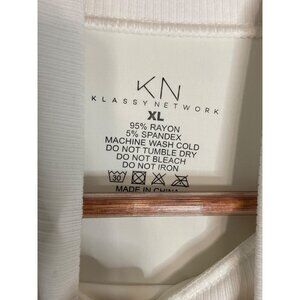 KN
KLASSY NETWORK
XL
95% RAYON
5% SPANDEX
MACHINE WASH COLD
DO NOT TUMBLE DRY
DO NOT BLEACH
DO NOT IRON
30
MADE IN CHINA